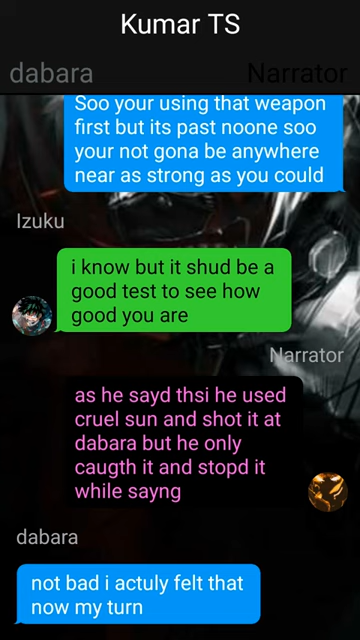 Kumar TS
dabara
Narrator
Soo your using that weapon
first but its past noone soo
your not gona be anywhere
near as strong as you could
Izuku
i know but it shud be a
good test to see how
good you are
Narrator
as he sayd thsi he used
cruel sun and shot it at
dabara but he only
caugth it and stopd it
while sayng
dabara
not bad i actuly felt that
now my turn